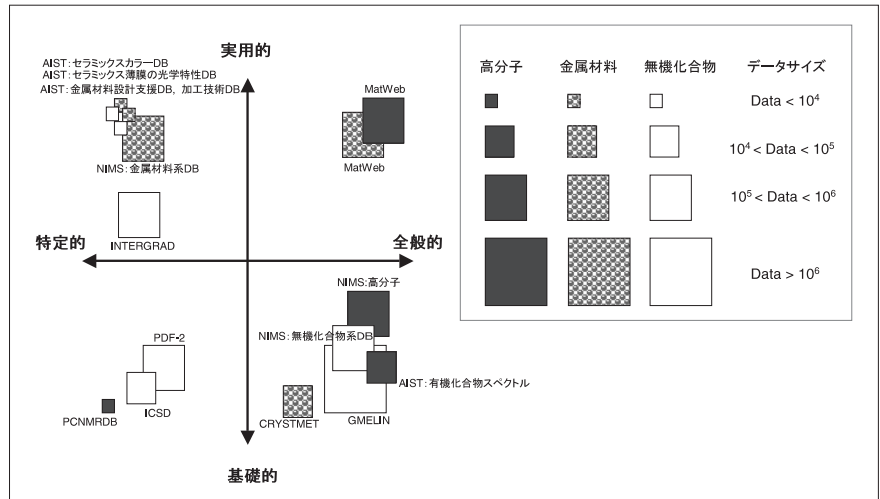 AIST：セラミックスカラーDB
AIST：セラミックス薄膜の光学特性DB
AIST：金属材料設計支援DB，加工技術DB
実用的
MatWeb
MatWeb
NIMS：金属材料系DB
INTERGRAD
特定的
全般的
NIMS:高分子
NIMS：無機化合物系DB
AIST：有機化合物スペクトル
GMELIN
CRYSTMET
PDF-2
ICSD
PCNMRDB
基礎的
高分子 金属材料 無機化合物 データサイズ
Data < 10⁴
10⁴ < Data < 10⁵
10⁵ < Data < 10⁶
Data > 10⁶